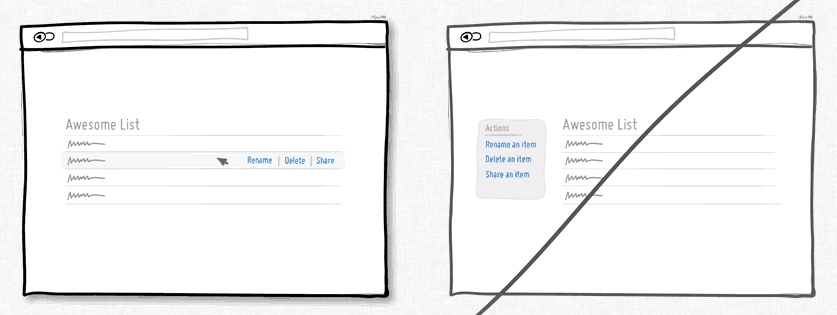 Awesome List
Rename | Delete | Share
Actions
Rename an item
Delete an item
Share an item
Awesome List